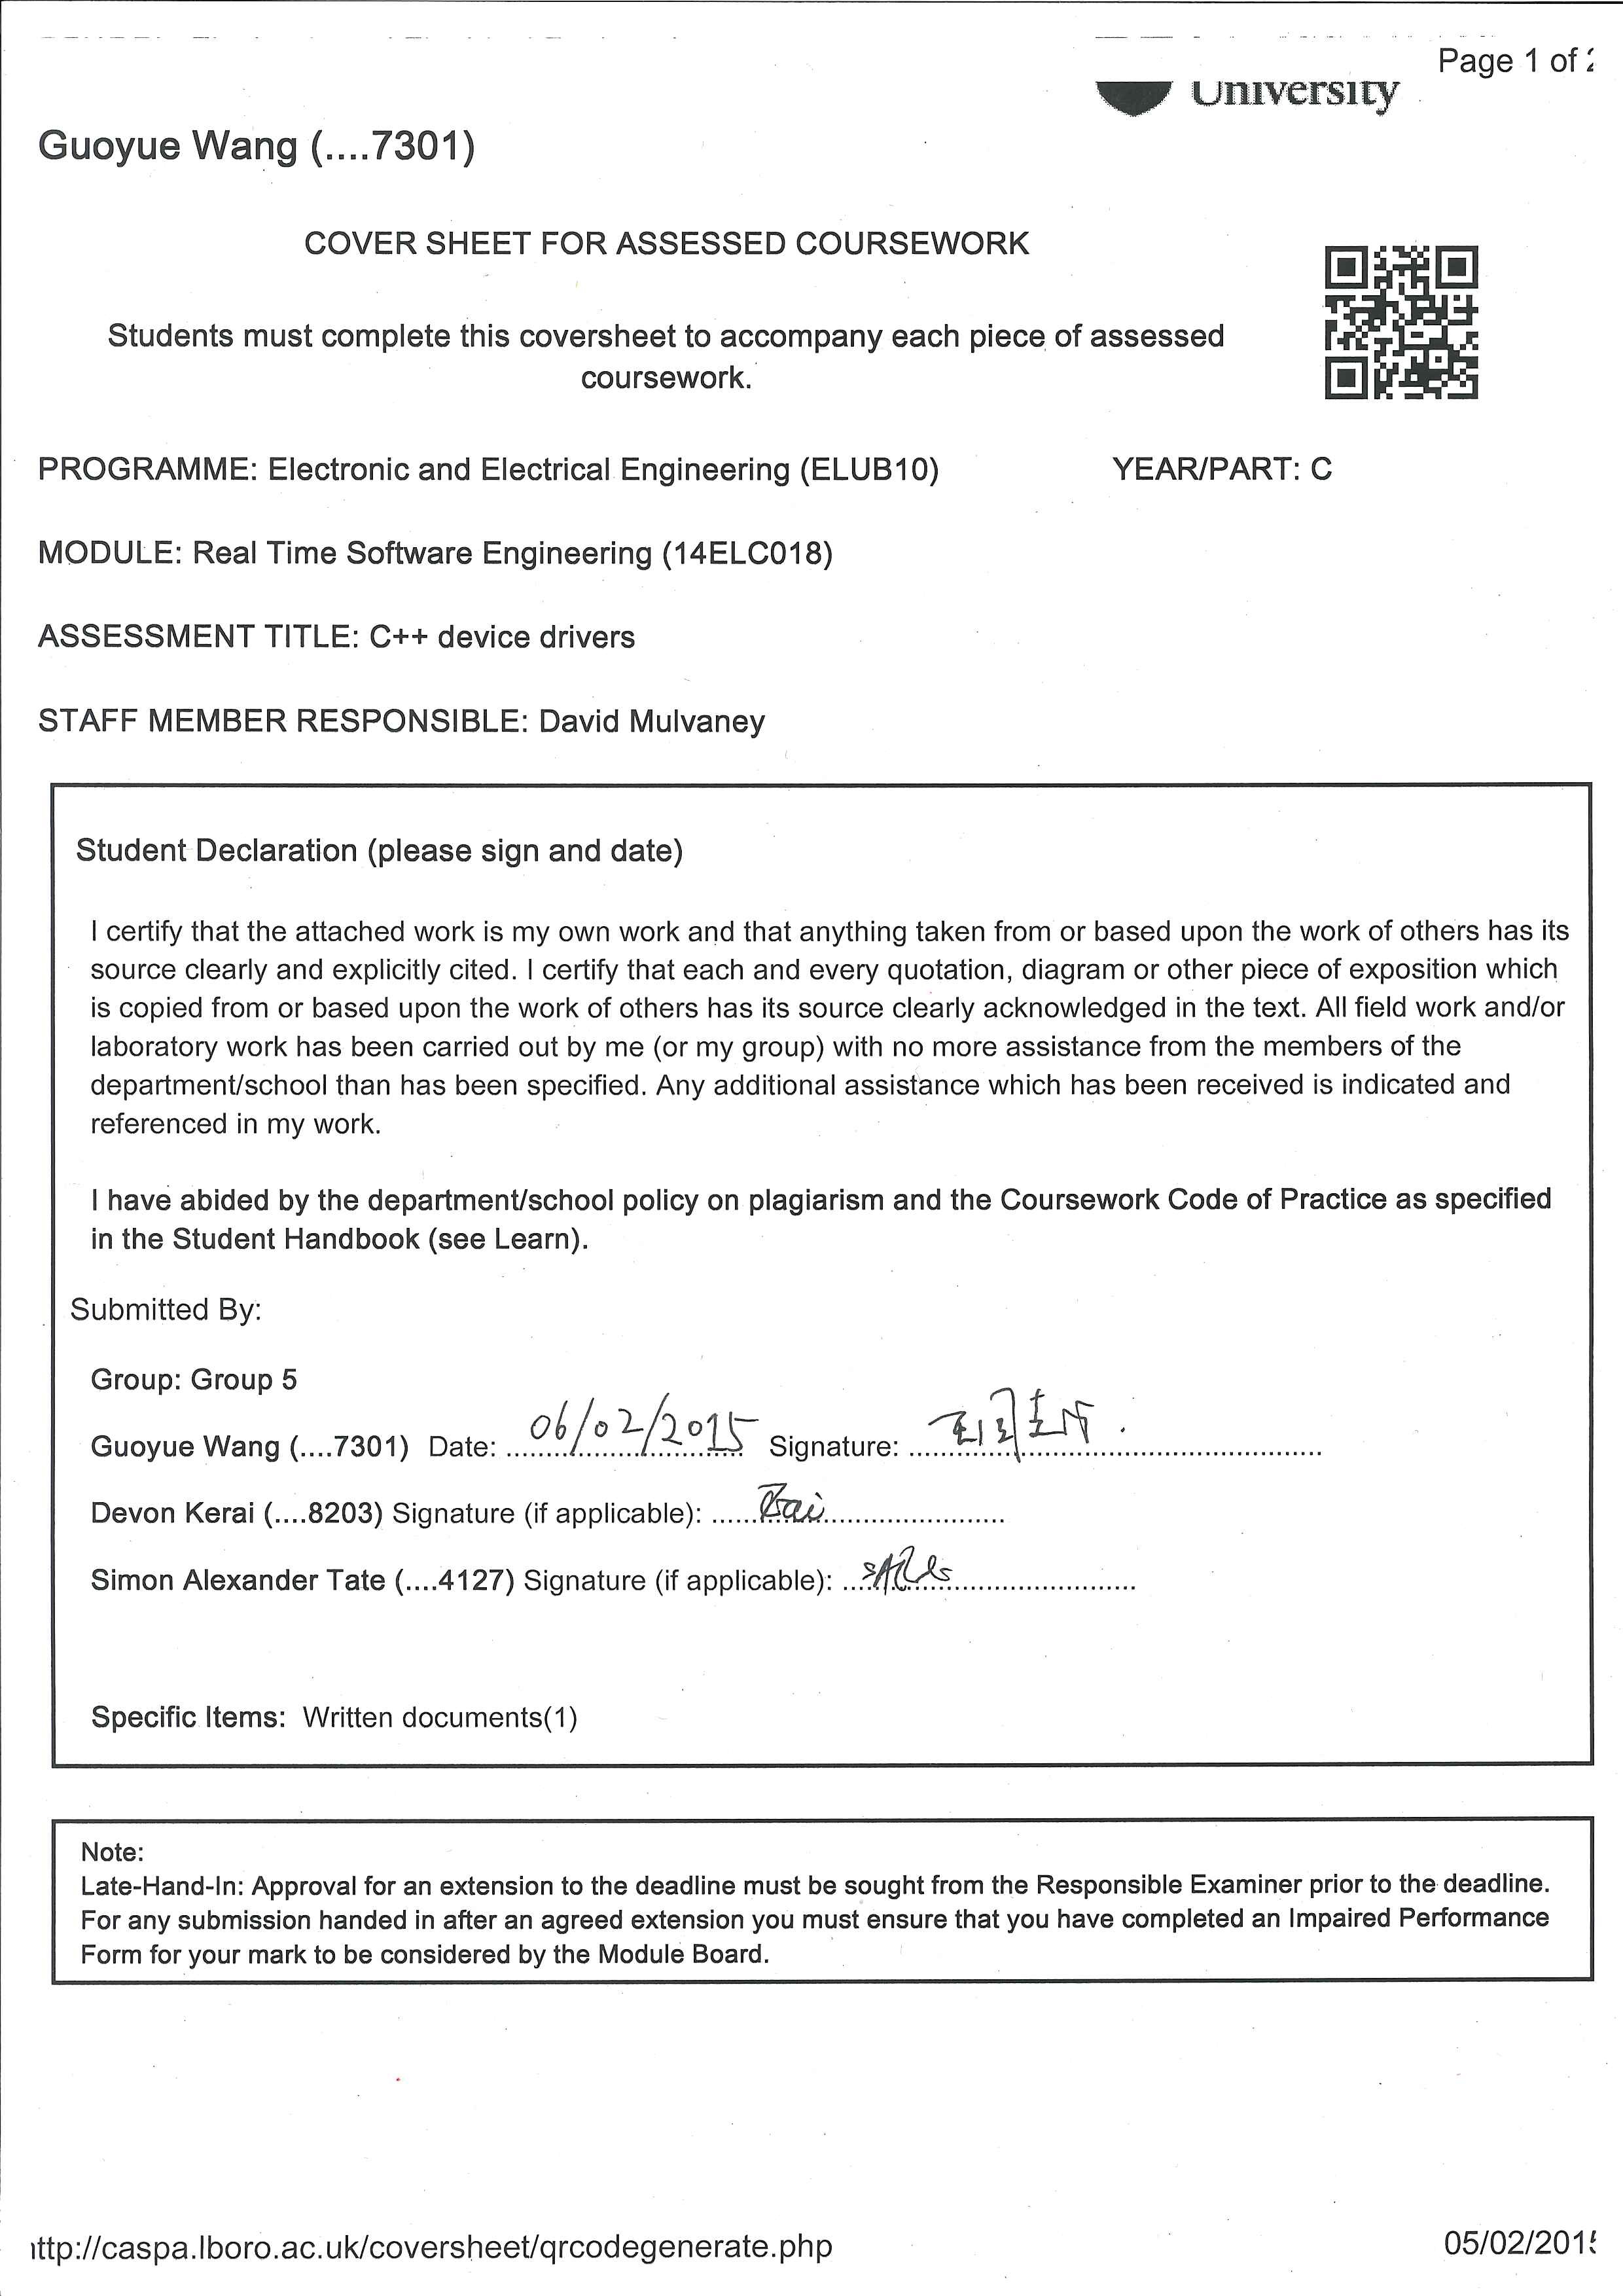 Page 1 of
University
Guoyue Wang (....7301)
COVER SHEET FOR ASSESSED COURSEWORK
Students must complete this coversheet to accompany each piece of assessed
coursework.
PROGRAMME: Electronic and Electrical Engineering (ELUB10) YEAR/PART: C
MODULE: Real Time Software Engineering (14ELC018)
ASSESSMENT TITLE: C++ device drivers
STAFF MEMBER RESPONSIBLE: David Mulvaney
Student Declaration (please sign and date)
I certify that the attached work is my own work and that anything taken from or based upon the work of others has its
source clearly and explicitly cited. I certify that each and every quotation, diagram or other piece of exposition which
is copied from or based upon the work of others has its source clearly acknowledged in the text. All field work and/or
laboratory work has been carried out by me (or my group) with no more assistance from the members of the
department/school than has been specified. Any additional assistance which has been received is indicated and
referenced in my work.
I have abided by the department/school policy on plagiarism and the Coursework Code of Practice as specified
in the Student Handbook (see Learn).
Submitted By:
Group: Group 5
Guoyue Wang (....7301) Date: 06/02/2015 Signature:
Devon Kerai (....8203) Signature (if applicable):
Simon Alexander Tate (....4127) Signature (if applicable):
Specific Items: Written documents(1)
Note:
Late-Hand-In: Approval for an extension to the deadline must be sought from the Responsible Examiner prior to the deadline.
For any submission handed in after an agreed extension you must ensure that you have completed an Impaired Performance
Form for your mark to be considered by the Module Board.
ttp://caspa.lboro.ac.uk/coversheet/qrcodegenerate.php 05/02/201